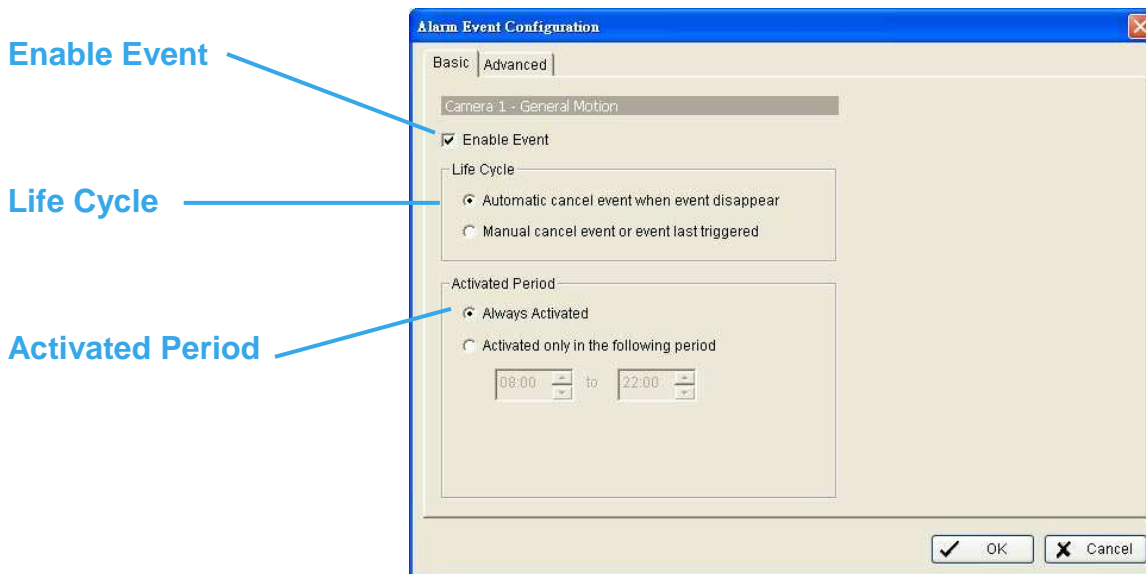 Alarm Event Configuration
Enable Event
Basic Advanced
Camera 1 - General Motion
Enable Event
Life Cycle
Life Cycle
Automatic cancel event when event disappear
Manual cancel event or event last triggered
Activated Period
Always Activated
Activated Period
Activated only in the following period
08:00 to 22:00
OK Cancel